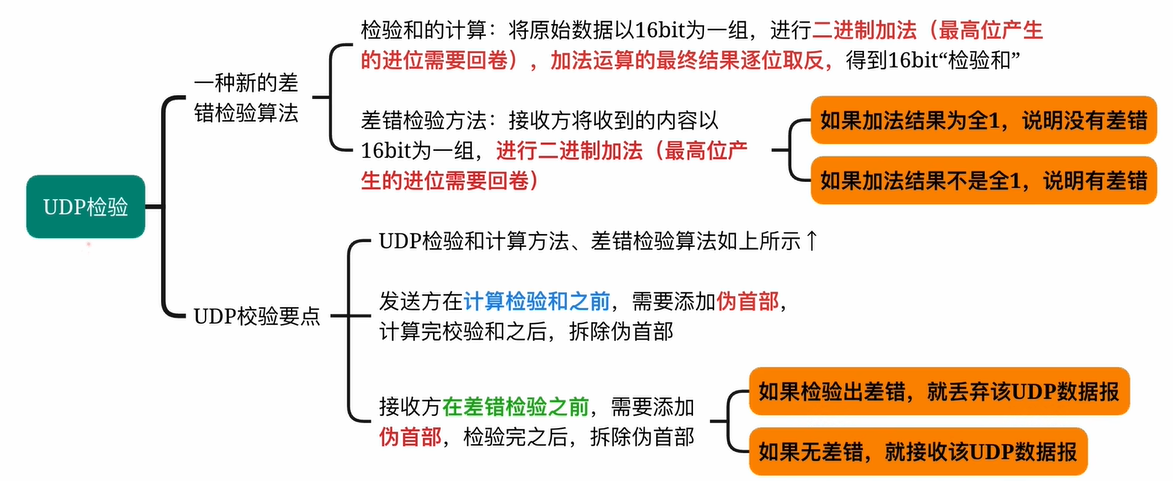 检验和的计算：将原始数据以16bit为一组，进行二进制加法（最高位产
生的进位需要回卷），加法运算的最终结果逐位取反，得到16bit“检验和”
一种新的差
错检验算法
差错检验方法：接收方将收到的内容以
16bit为一组，进行二进制加法（最高位产
生的进位需要回卷）
如果加法结果为全1，说明没有差错
如果加法结果不是全1，说明有差错
UDP检验
UDP校验要点
UDP检验和计算方法、差错检验算法如上所示↑
发送方在计算检验和之前，需要添加伪首部，
计算完校验和之后，拆除伪首部
接收方在差错检验之前，需要添加
伪首部，检验完之后，拆除伪首部
如果检验出差错，就丢弃该UDP数据报
如果无差错，就接收该UDP数据报